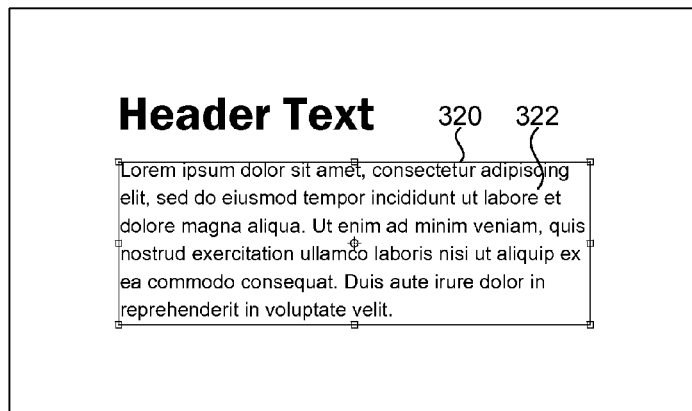 Header Text
320 322
Lorem ipsum dolor sit amet, consectetur adipiscing
elit, sed do eiusmod tempor incididunt ut labore et
dolore magna aliqua. Ut enim ad minim veniam, quis
nostrud exercitation ullamco laboris nisi ut aliquip ex
ea commodo consequat. Duis aute irure dolor in
reprehenderit in voluptate velit.